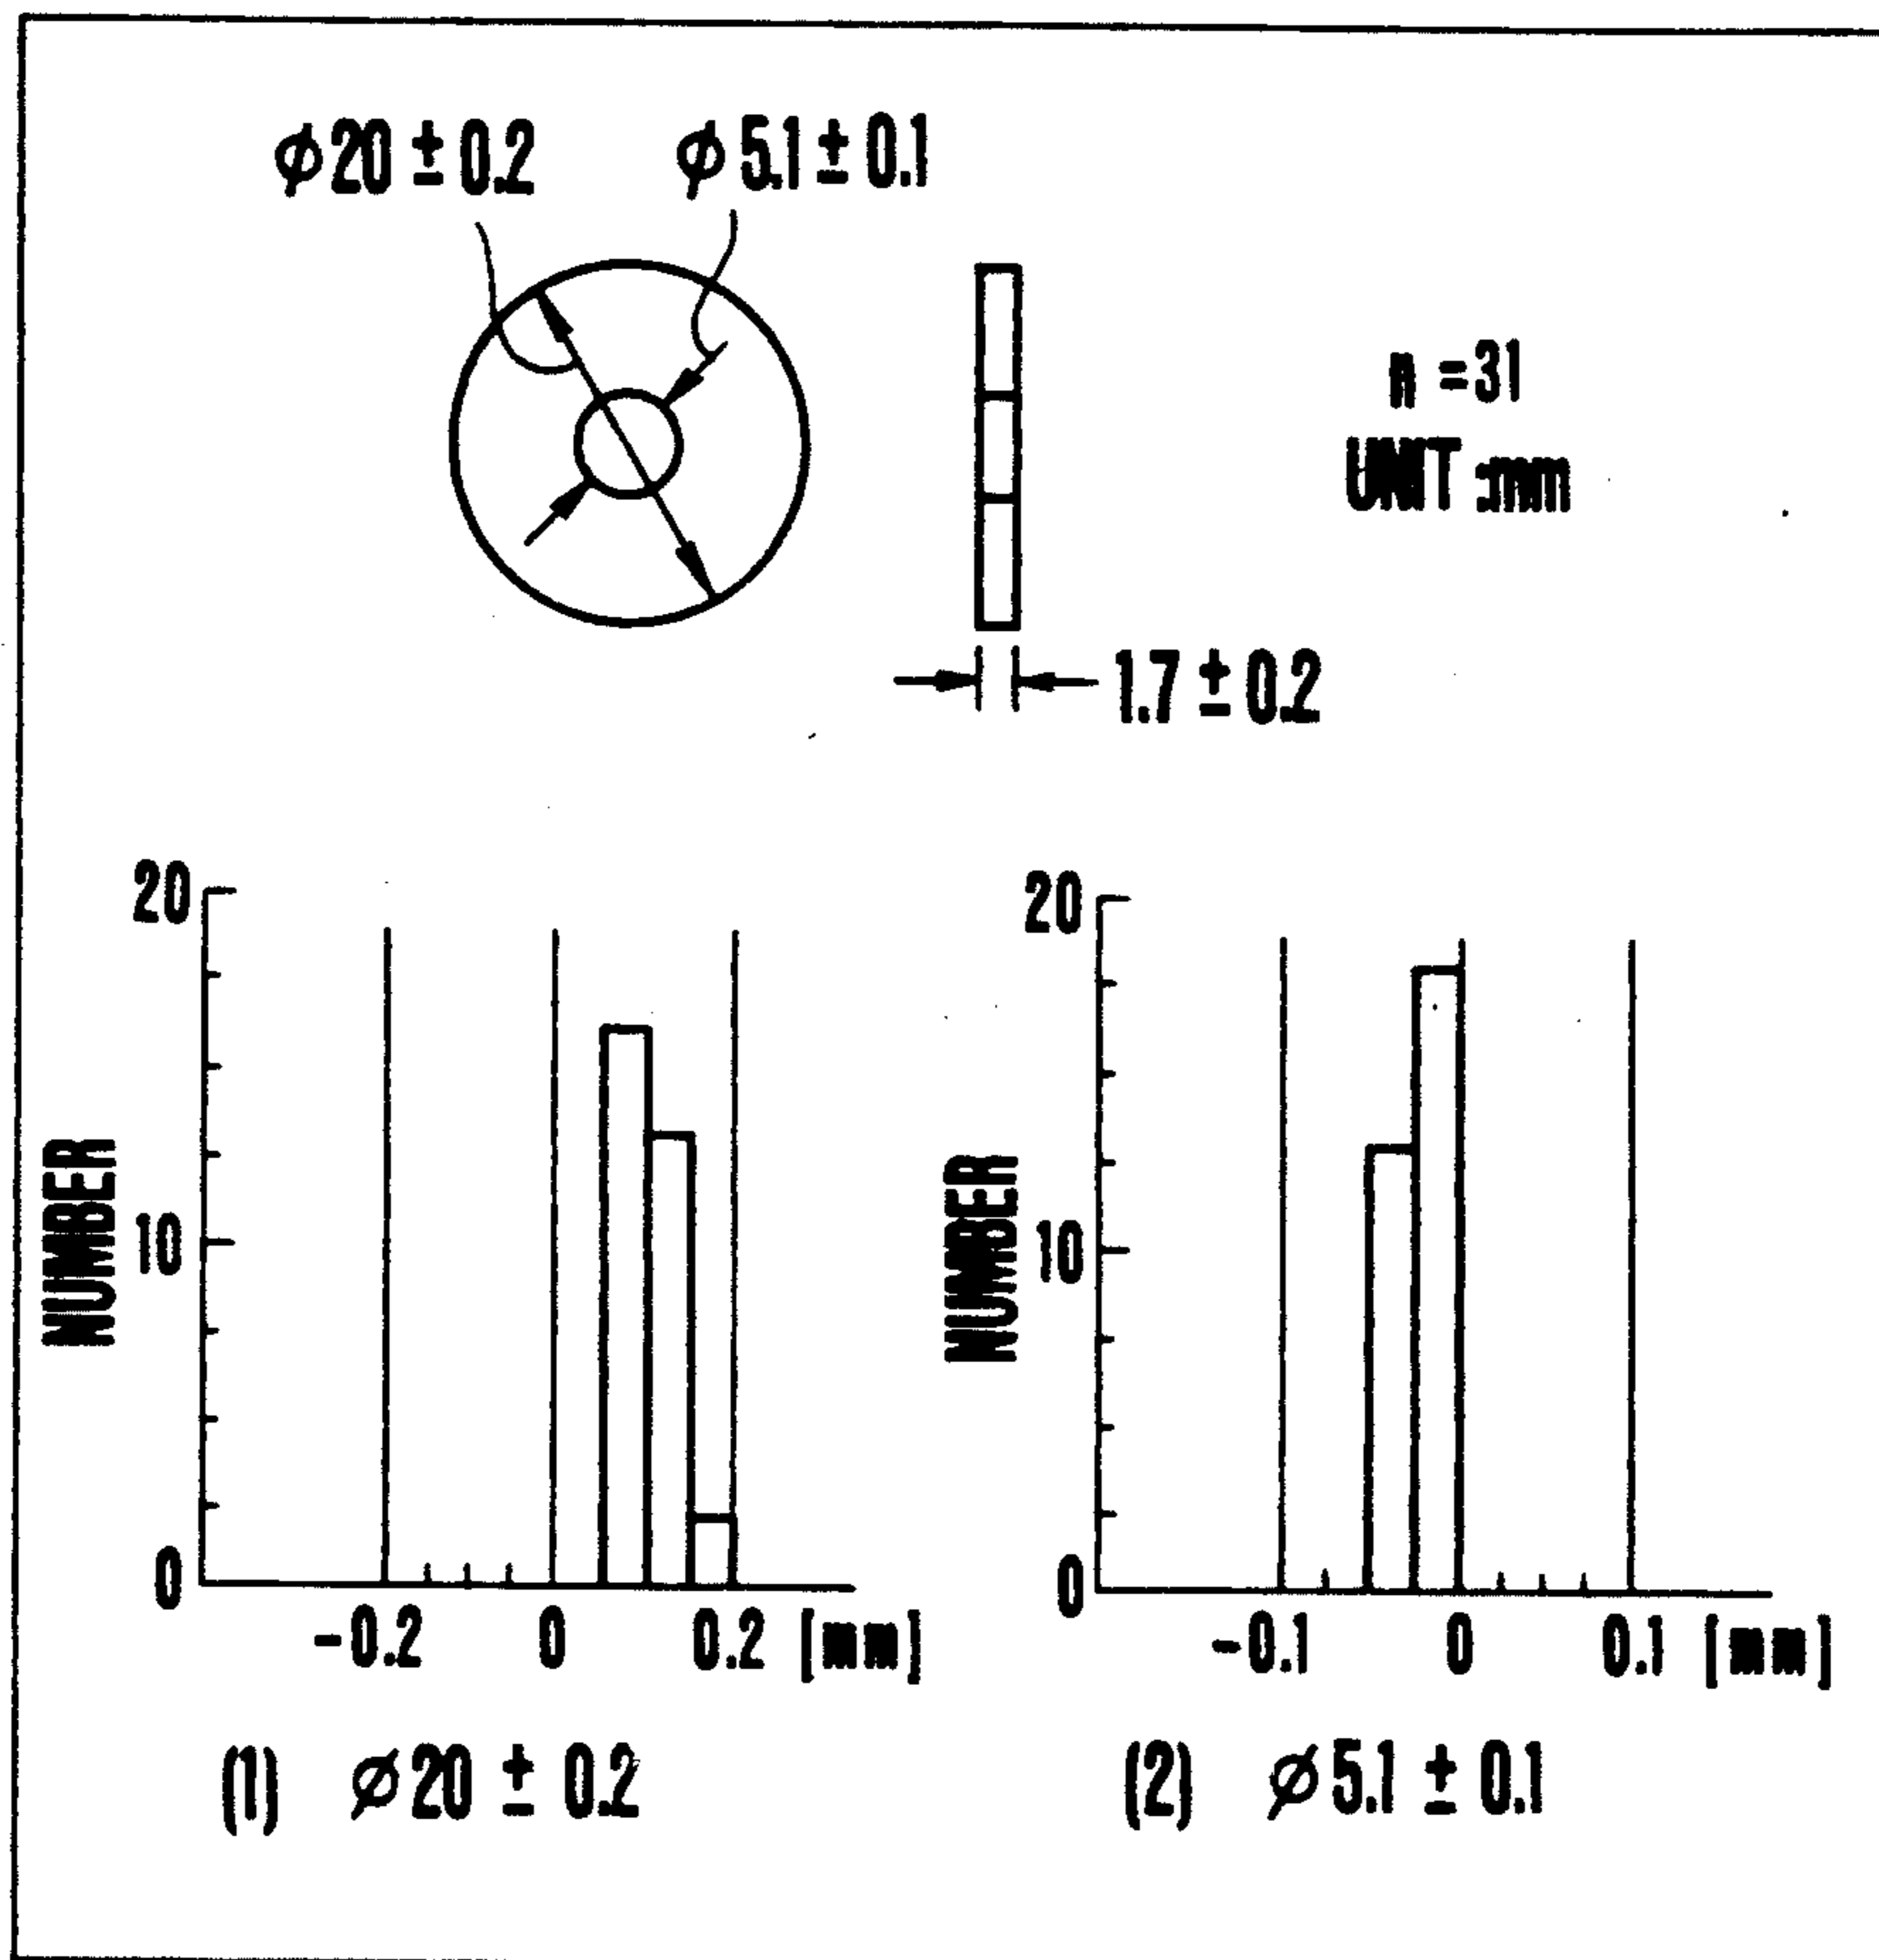 φ20 ± 0.2
φ5.1 ± 0.1
n = 31
UNIT : mm
1.7 ± 0.2
20
10
0
NUMBER
-0.2
0
0.2 [mm]
(1) φ20 ± 0.2
20
10
0
NUMBER
-0.1
0
0.1 [mm]
(2) φ5.1 ± 0.1